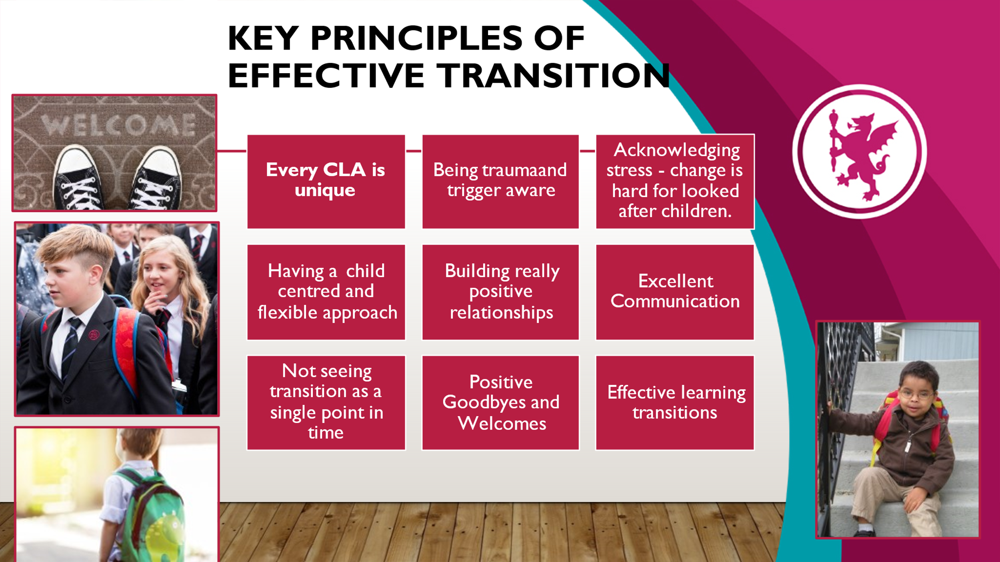 KEY PRINCIPLES OF
EFFECTIVE TRANSITION
WELCOME
Every CLA is
unique
Being traumaand
trigger aware
Acknowledging
stress - change is
hard for looked
after children.
Having a  child
centred and
flexible approach
Building really
positive
relationships
Excellent
Communication
Not seeing
transition as a
single point in
time
Positive
Goodbyes and
Welcomes
Effective learning
transitions